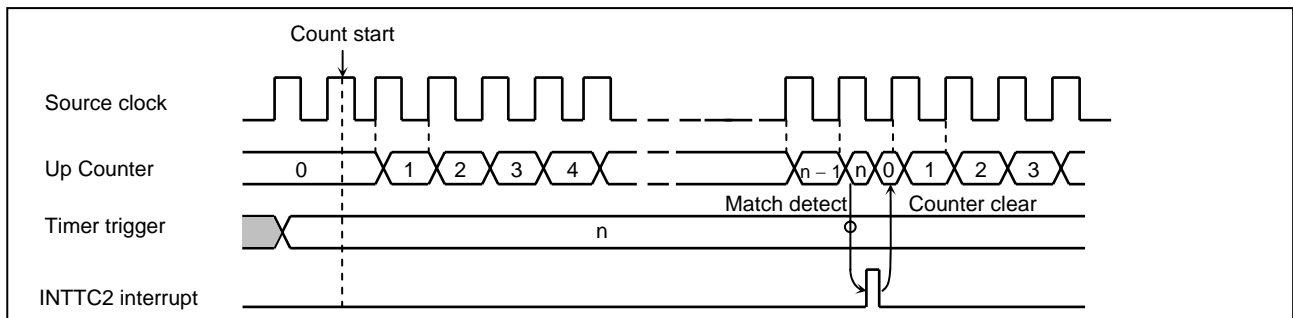 Count start
Source clock
Up Counter 0 1 2 3 4 n – 1 n 0 1 2 3
Match detect Counter clear
Timer trigger n
INTTC2 interrupt